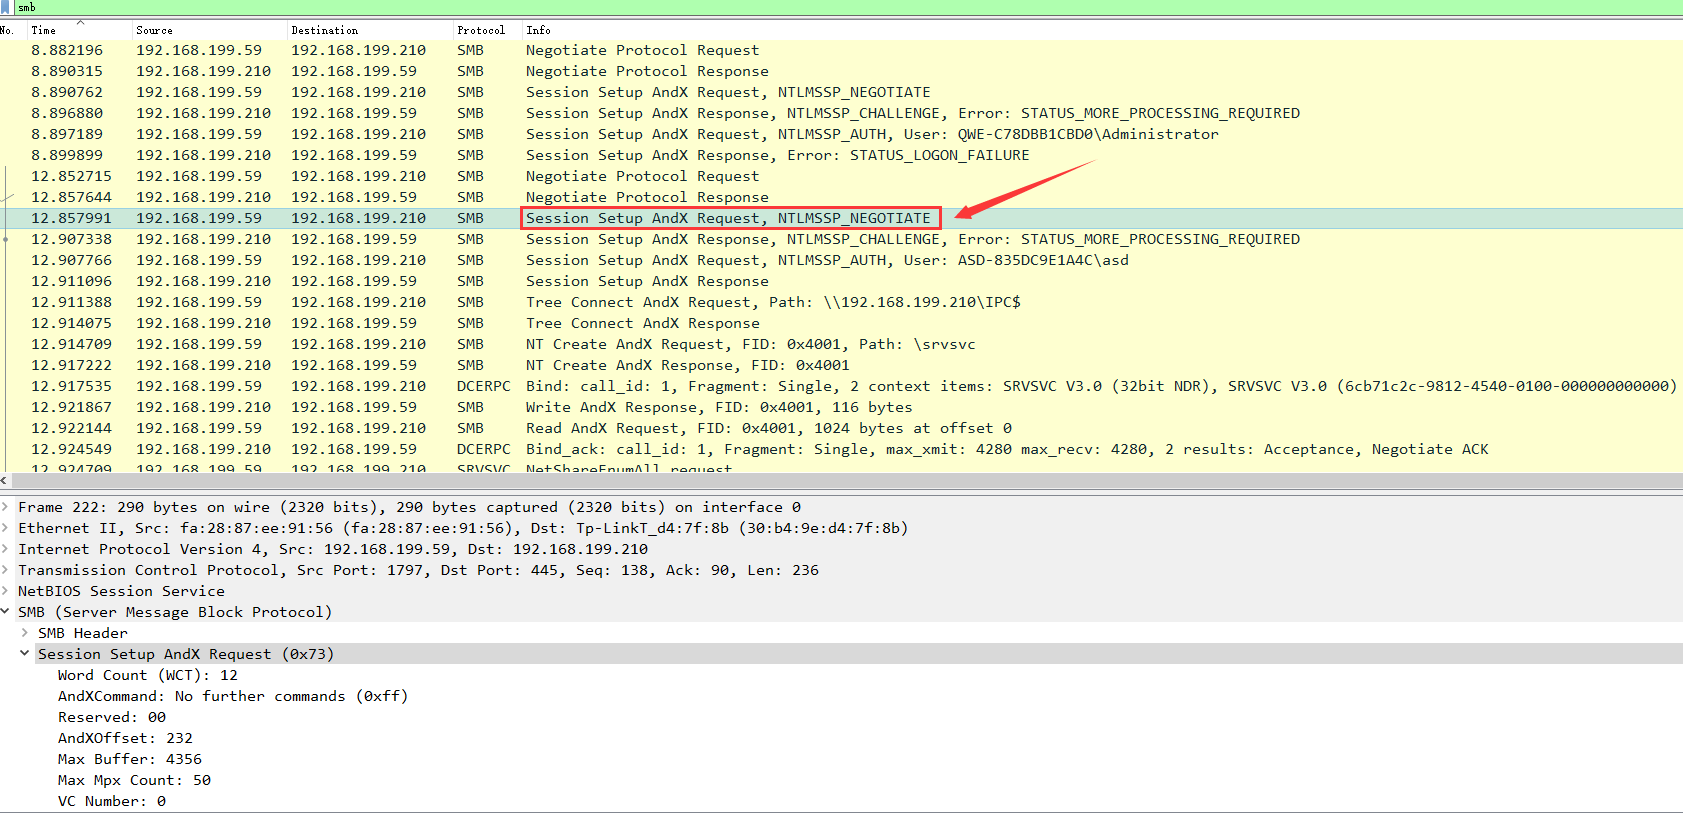 smb
No. Time Source Destination Protocol Info
8.882196 192.168.199.59 192.168.199.210 SMB Negotiate Protocol Request
8.890315 192.168.199.210 192.168.199.59 SMB Negotiate Protocol Response
8.890762 192.168.199.59 192.168.199.210 SMB Session Setup AndX Request, NTLMSSP_NEGOTIATE
8.896880 192.168.199.210 192.168.199.59 SMB Session Setup AndX Response, NTLMSSP_CHALLENGE, Error: STATUS_MORE_PROCESSING_REQUIRED
8.897189 192.168.199.59 192.168.199.210 SMB Session Setup AndX Request, NTLMSSP_AUTH, User: QWE-C78DBB1CBD0\Administrator
8.899899 192.168.199.210 192.168.199.59 SMB Session Setup AndX Response, Error: STATUS_LOGON_FAILURE
12.852715 192.168.199.59 192.168.199.210 SMB Negotiate Protocol Request
12.857644 192.168.199.210 192.168.199.59 SMB Negotiate Protocol Response
12.857991 192.168.199.59 192.168.199.210 SMB Session Setup AndX Request, NTLMSSP_NEGOTIATE
12.907338 192.168.199.210 192.168.199.59 SMB Session Setup AndX Response, NTLMSSP_CHALLENGE, Error: STATUS_MORE_PROCESSING_REQUIRED
12.907766 192.168.199.59 192.168.199.210 SMB Session Setup AndX Request, NTLMSSP_AUTH, User: ASD-835DC9E1A4C\asd
12.911096 192.168.199.210 192.168.199.59 SMB Session Setup AndX Response
12.911388 192.168.199.59 192.168.199.210 SMB Tree Connect AndX Request, Path: \\192.168.199.210\IPC$
12.914075 192.168.199.210 192.168.199.59 SMB Tree Connect AndX Response
12.914709 192.168.199.59 192.168.199.210 SMB NT Create AndX Request, FID: 0x4001, Path: \srvsvc
12.917222 192.168.199.210 192.168.199.59 SMB NT Create AndX Response, FID: 0x4001
12.917535 192.168.199.59 192.168.199.210 DCERPC Bind: call_id: 1, Fragment: Single, 2 context items: SRVSVC V3.0 (32bit NDR), SRVSVC V3.0 (6cb71c2c-9812-4540-0100-000000000000)
12.921867 192.168.199.210 192.168.199.59 SMB Write AndX Response, FID: 0x4001, 116 bytes
12.922144 192.168.199.59 192.168.199.210 SMB Read AndX Request, FID: 0x4001, 1024 bytes at offset 0
12.924549 192.168.199.210 192.168.199.59 DCERPC Bind_ack: call_id: 1, Fragment: Single, max_xmit: 4280 max_recv: 4280, 2 results: Acceptance, Negotiate ACK
12.924709 192.168.199.59 192.168.199.210 SRVSVC NetShareEnumAll request
Frame 222: 290 bytes on wire (2320 bits), 290 bytes captured (2320 bits) on interface 0
Ethernet II, Src: fa:28:87:ee:91:56 (fa:28:87:ee:91:56), Dst: Tp-LinkT_d4:7f:8b (30:b4:9e:d4:7f:8b)
Internet Protocol Version 4, Src: 192.168.199.59, Dst: 192.168.199.210
Transmission Control Protocol, Src Port: 1797, Dst Port: 445, Seq: 138, Ack: 90, Len: 236
NetBIOS Session Service
SMB (Server Message Block Protocol)
SMB Header
Session Setup AndX Request (0x73)
Word Count (WCT): 12
AndXCommand: No further commands (0xff)
Reserved: 00
AndXOffset: 232
Max Buffer: 4356
Max Mpx Count: 50
VC Number: 0